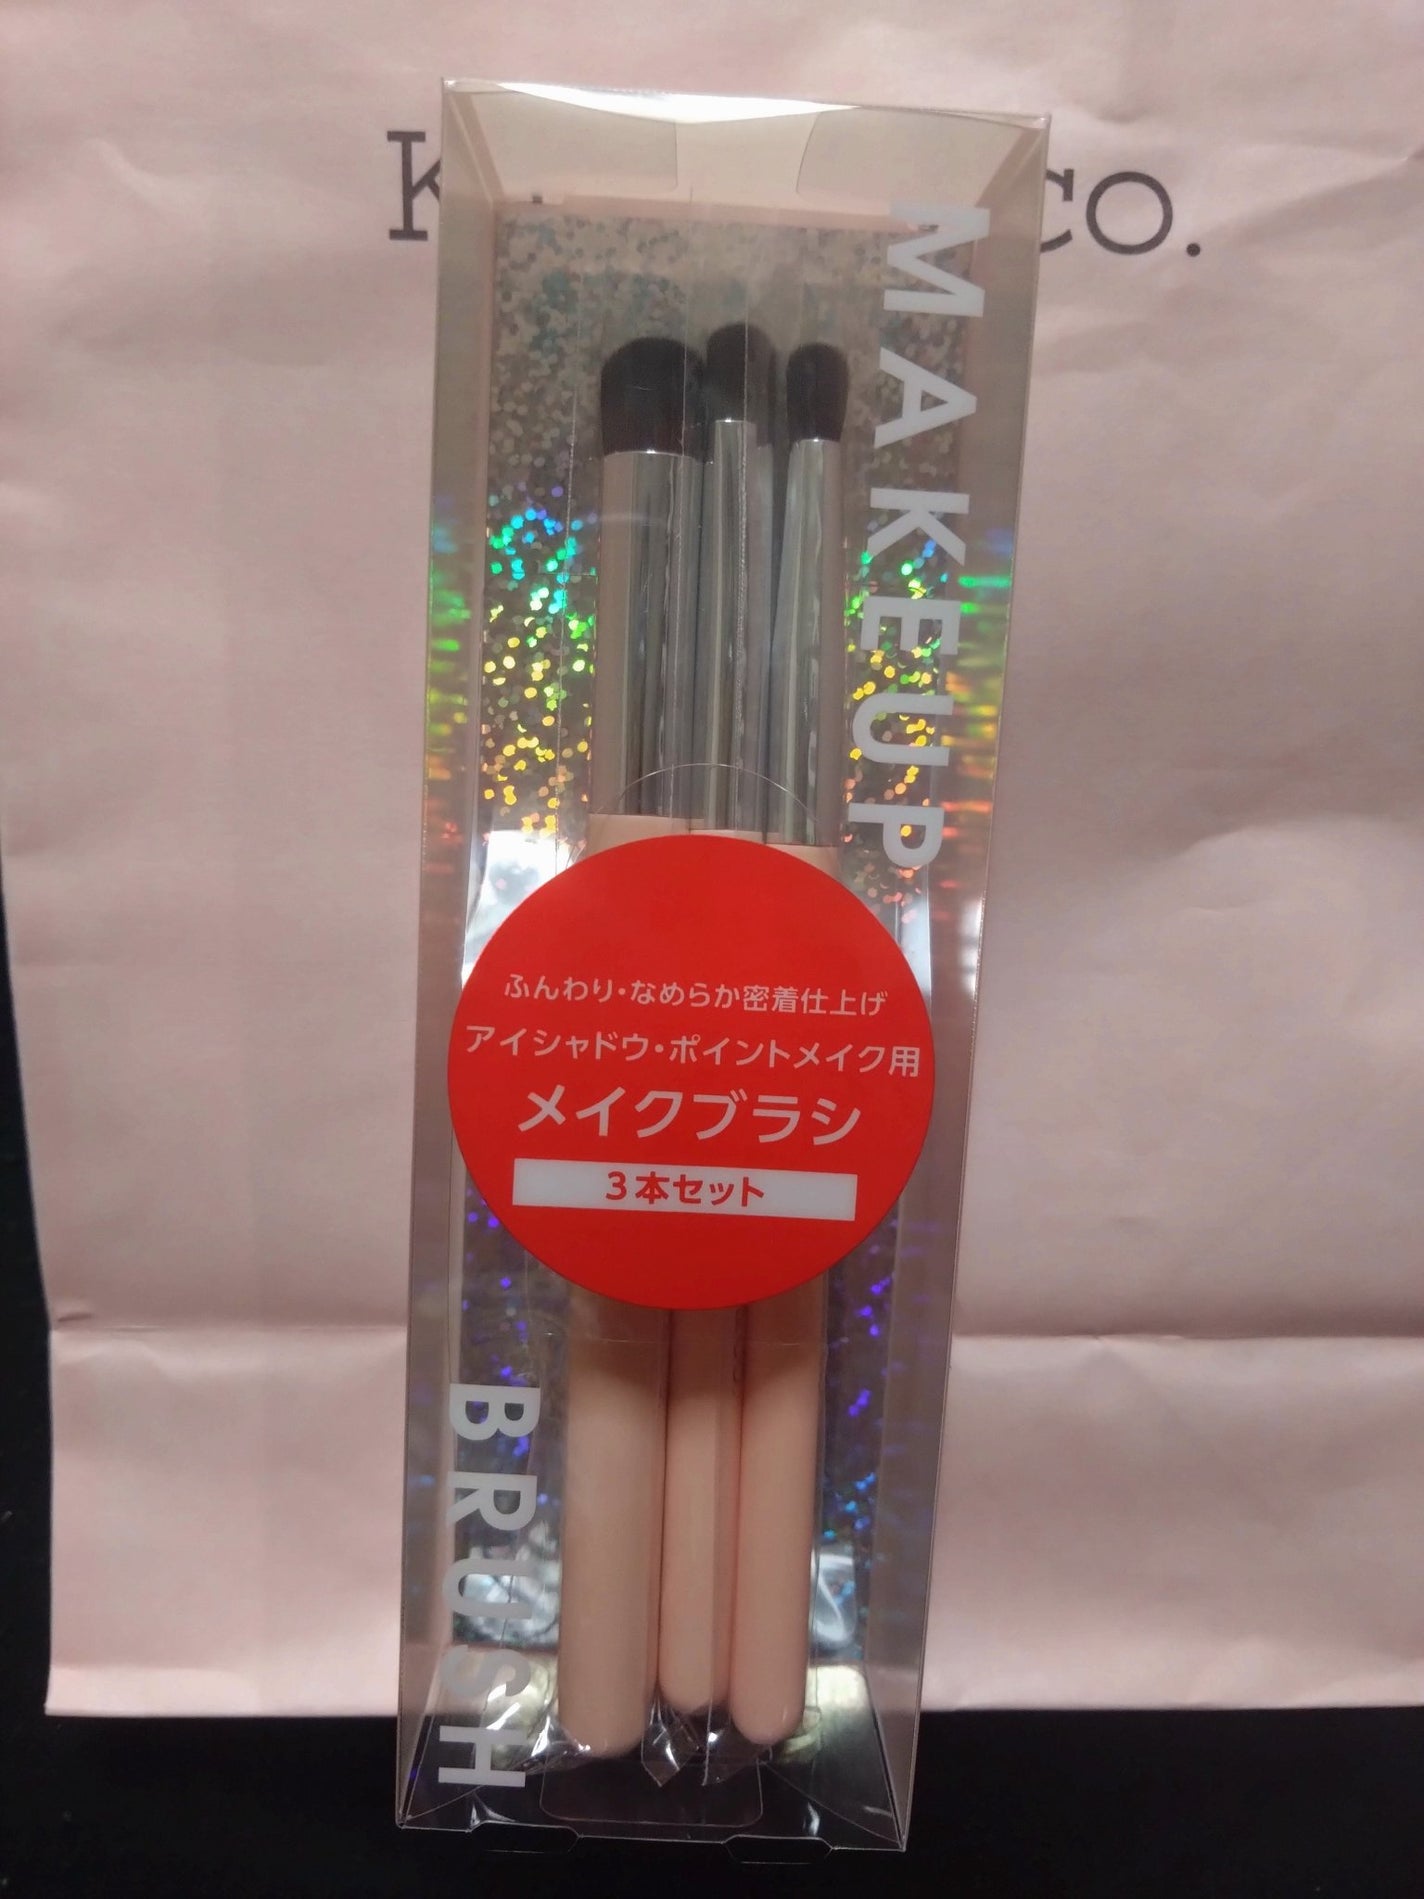 CO.
MAKEUP
ふんわり・なめらか密着仕上げ
アイシャドウ・ポイントメイク用
メイクブラシ
3本セット
BRUSH